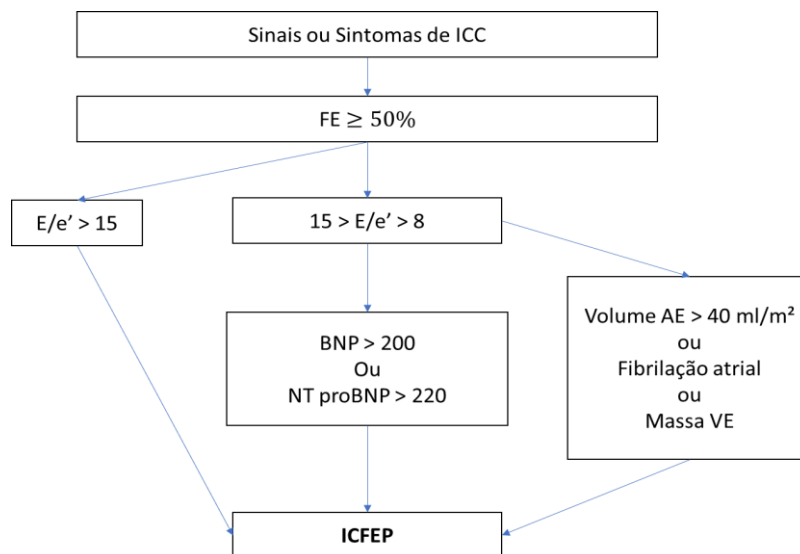 Sinais ou Sintomas de ICC
FE ≥ 50%
E/e’ > 15
15 > E/e’ > 8
BNP > 200
Ou
NT proBNP > 220
Volume AE > 40 ml/m²
ou
Fibrilação atrial
ou
Massa VE
ICFEP